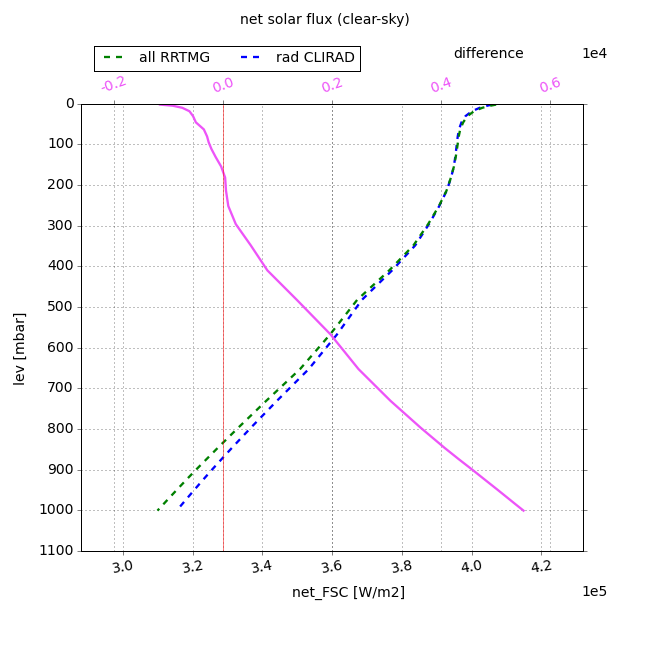 net solar flux (clear-sky)
all RRTMG rad CLIRAD difference 1e4
-0.2 0.0 0.2 0.4 0.6
0
100
200
300
400
500
600
700
800
900
1000
1100
lev [mbar]
3.0 3.2 3.4 3.6 3.8 4.0 4.2
net_FSC [W/m2] 1e5